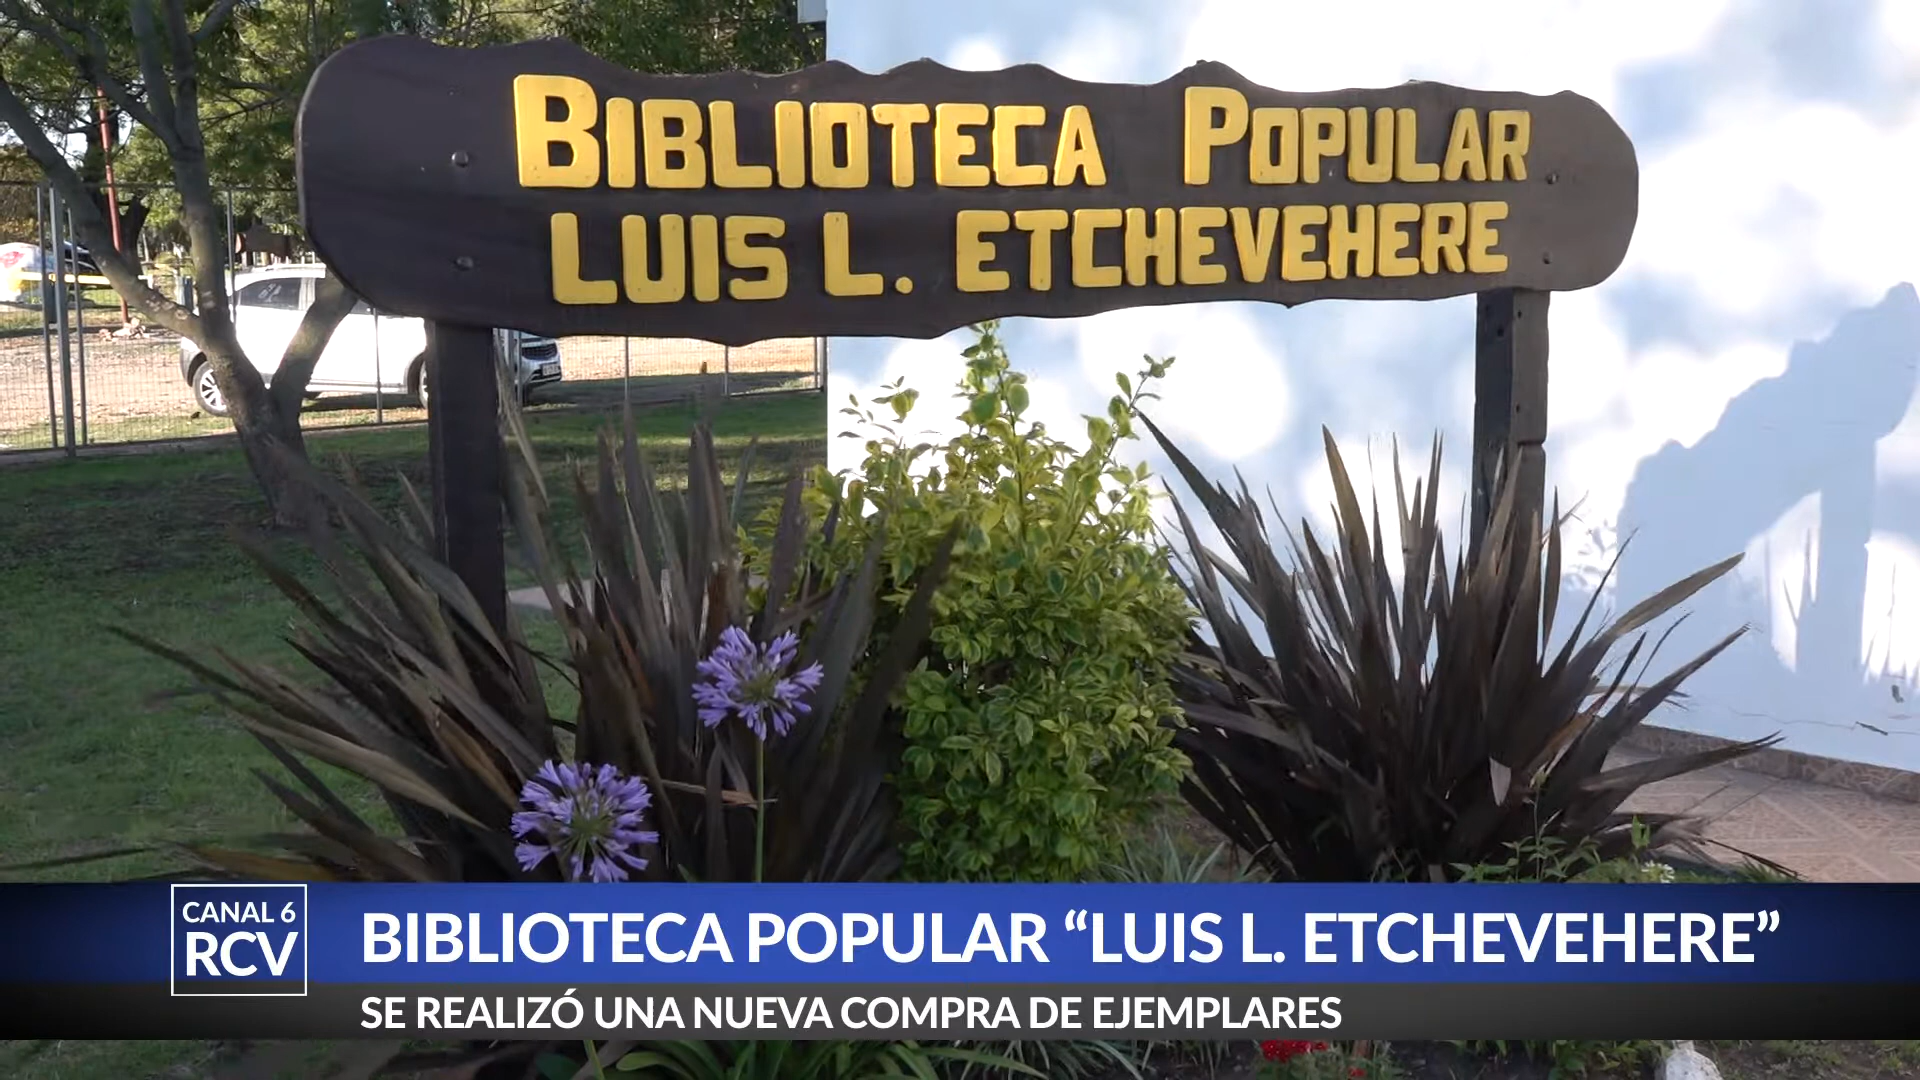 BIBLIOTECA POPULAR
LUIS L. ETCHEVEHERE
CANAL 6
RCV
BIBLIOTECA POPULAR “LUIS L. ETCHEVEHERE”
SE REALIZÓ UNA NUEVA COMPRA DE EJEMPLARES